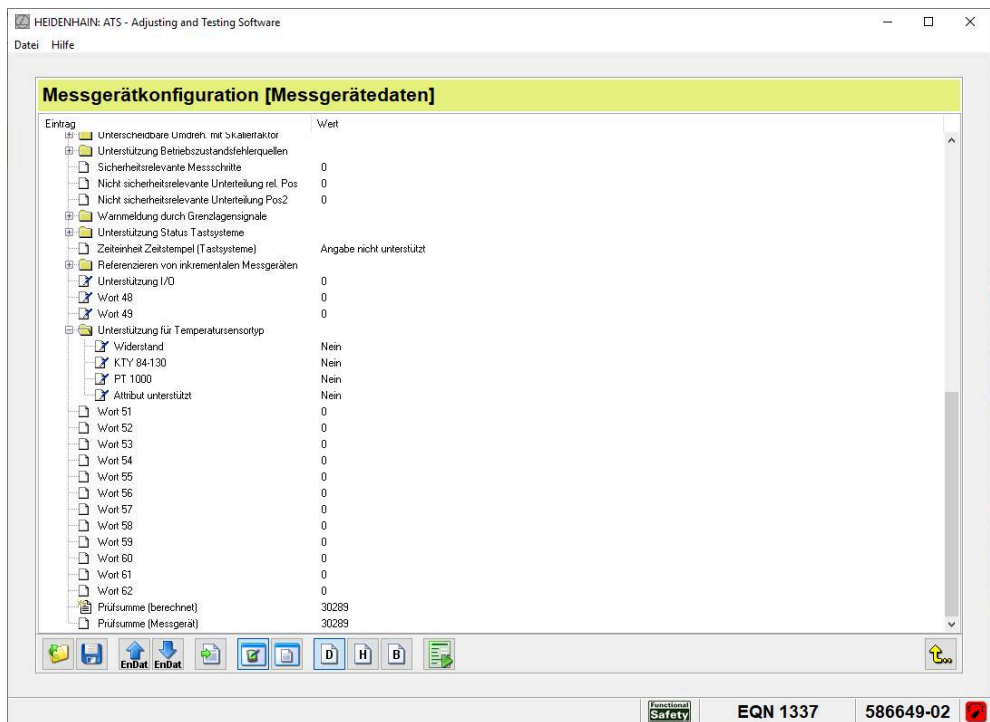 HEIDENHAIN: ATS - Adjusting and Testing Software
Datei Hilfe
Messgerätkonfiguration [Messgerätedaten]
Eintrag Wert
Unterscheidbare Umdreh. mit Skalierfaktor
Unterstützung Betriebszustandsfehlerquellen
Sicherheitsrelevante Messschritte 0
Nicht sicherheitsrelevante Unterteilung rel. Pos 0
Nicht sicherheitsrelevante Unterteilung Pos2 0
Warnmeldung durch Grenzlagensignale
Unterstützung Status Tastsysteme
Zeiteinheit Zeitstempel (Tastsysteme) Angabe nicht unterstützt
Referenzieren von inkrementalen Messgeräten
Unterstützung I/O 0
Wort 48 0
Wort 49 0
Unterstützung für Temperatursensortyp
Widerstand Nein
KTY 84-130 Nein
PT 1000 Nein
Attribut unterstützt Nein
Wort 51 0
Wort 52 0
Wort 53 0
Wort 54 0
Wort 55 0
Wort 56 0
Wort 57 0
Wort 58 0
Wort 59 0
Wort 60 0
Wort 61 0
Wort 62 0
Prüfsumme (berechnet) 30289
Prüfsumme (Messgerät) 30289
EnDat EnDat D H B
Functional Safety EQN 1337 586649-02